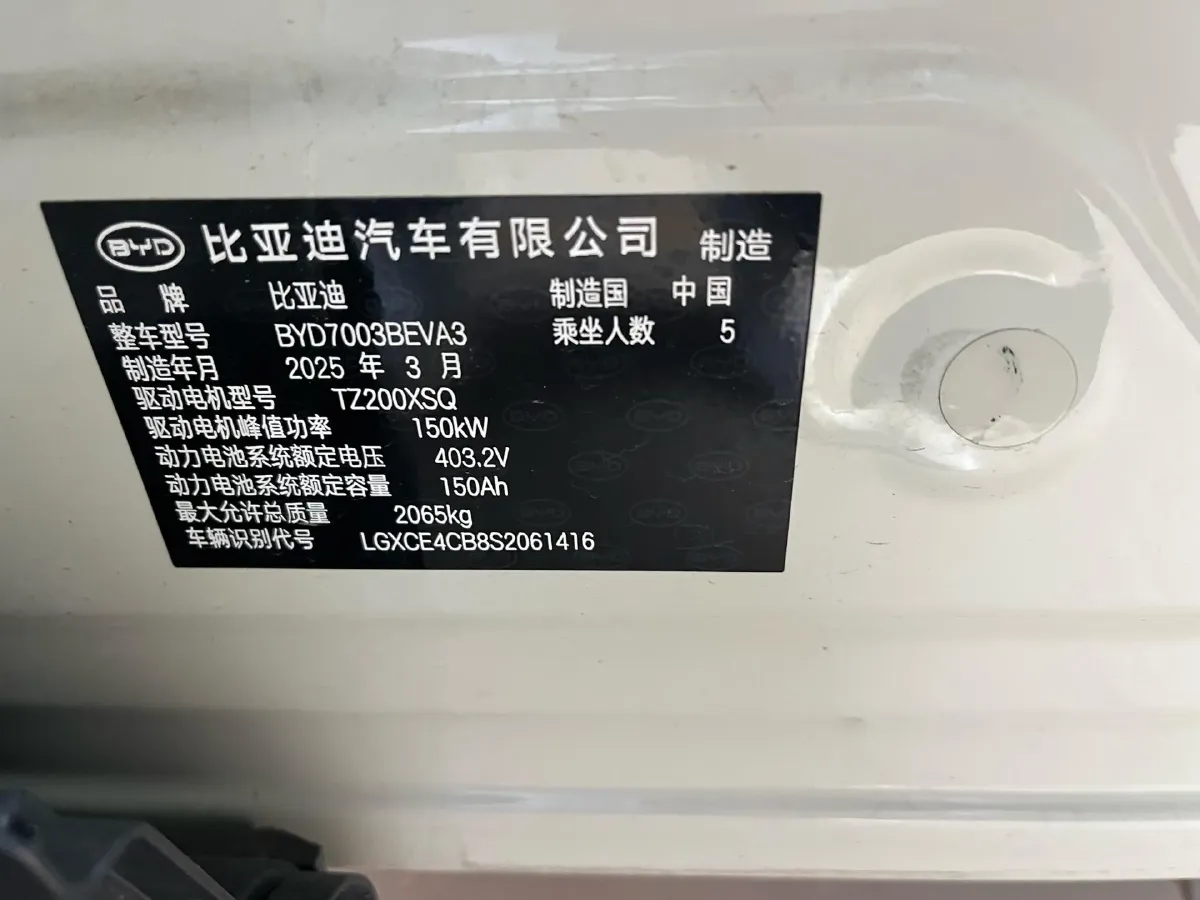 BYD 比亚迪汽车有限公司 制造
品 牌 比亚迪 制造国 中国
整车型号 BYD7003BEVA3 乘坐人数 5
制造年月 2025 年 3 月
驱动电机型号 TZ200XSQ
驱动电机峰值功率 150kW
动力电池系统额定电压 403.2V
动力电池系统额定容量 150Ah
最大允许总质量 2065kg
车辆识别代号 LGXCE4CB8S2061416